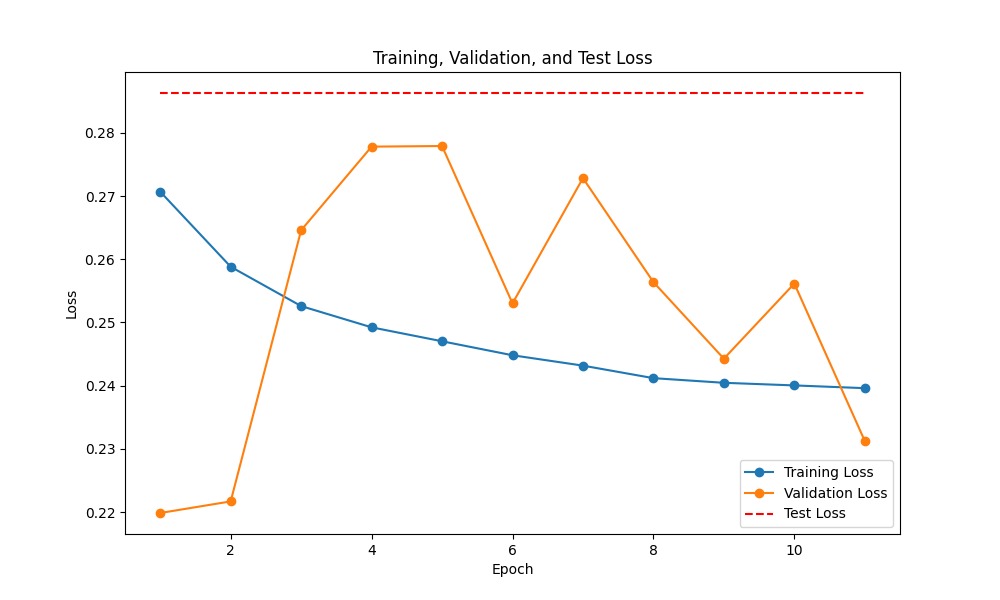 Training, Validation, and Test Loss
Loss
0.28
0.27
0.26
0.25
0.24
0.23
0.22
2
4
6
8
10
Epoch
Training Loss
Validation Loss
Test Loss